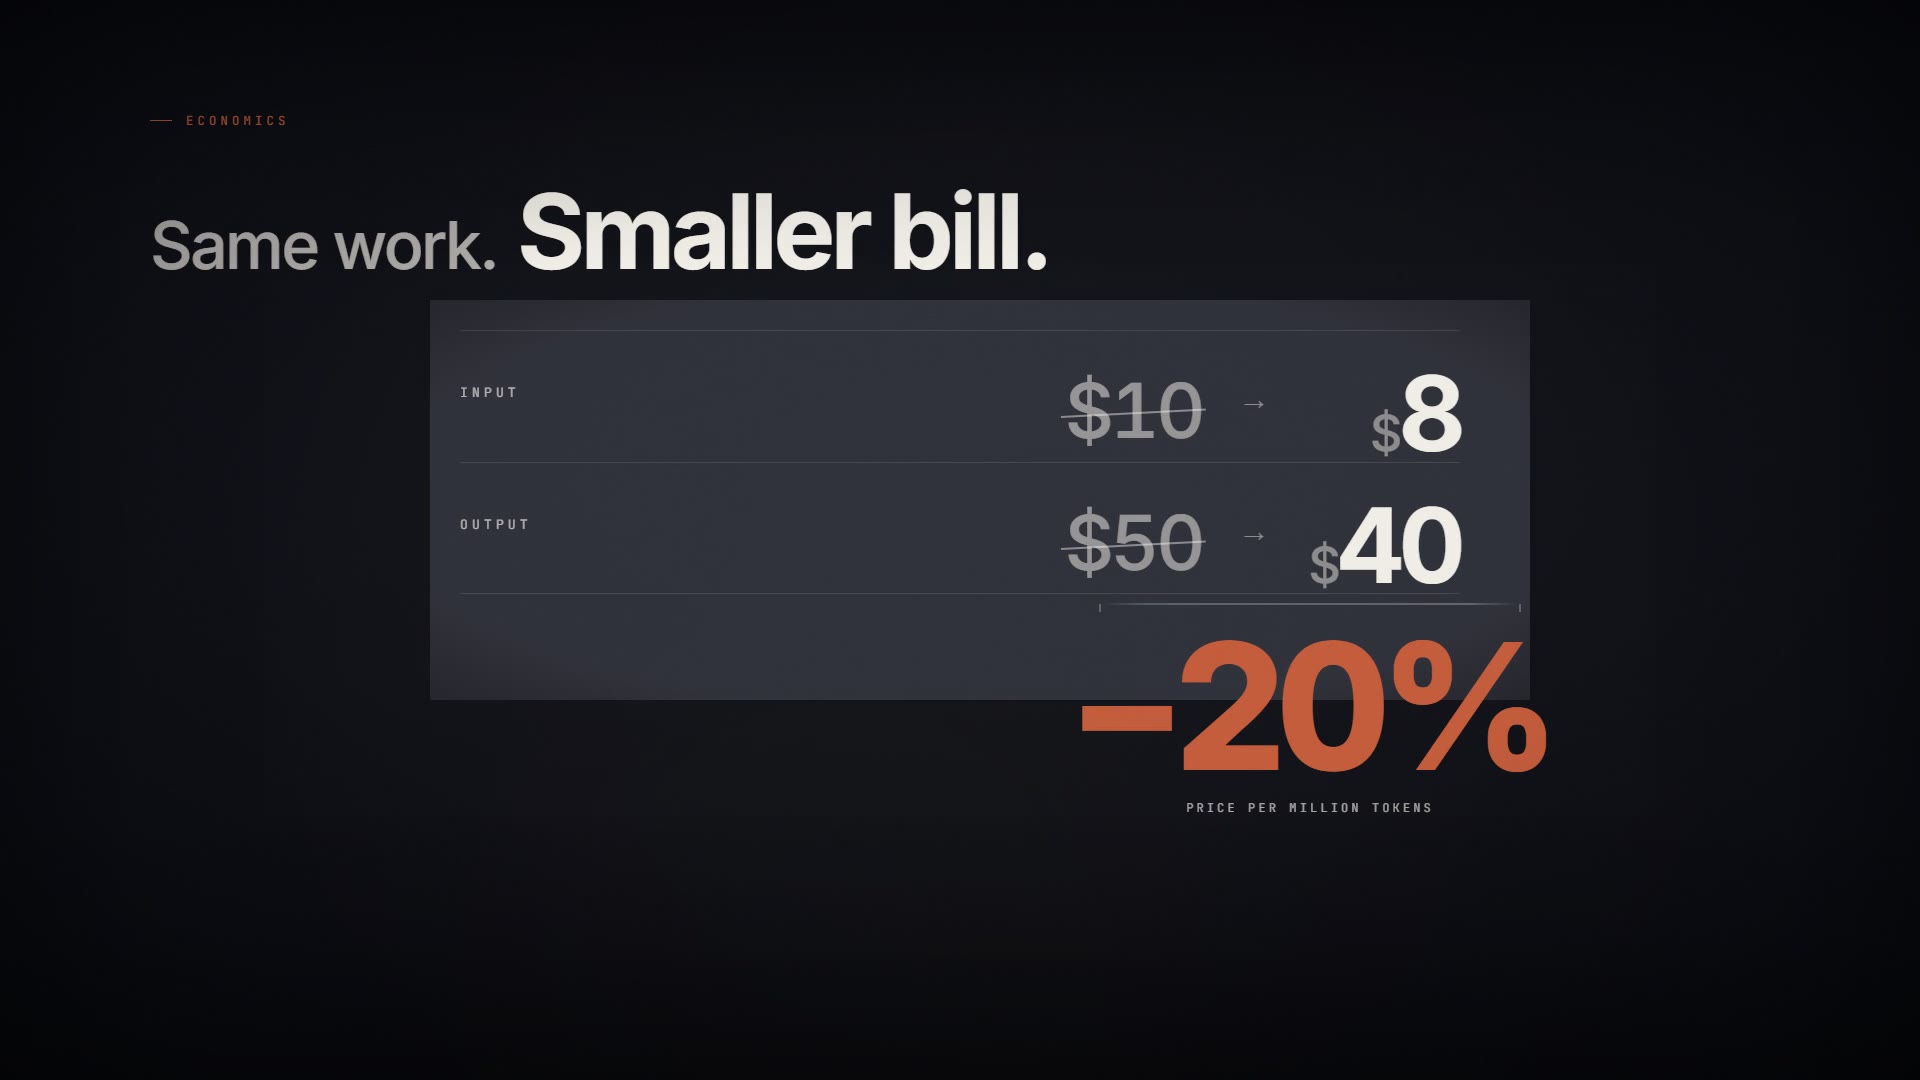 ECONOMICS
Same work. Smaller bill.
INPUT $10 → $8
OUTPUT $50 → $40
–20%
PRICE PER MILLION TOKENS